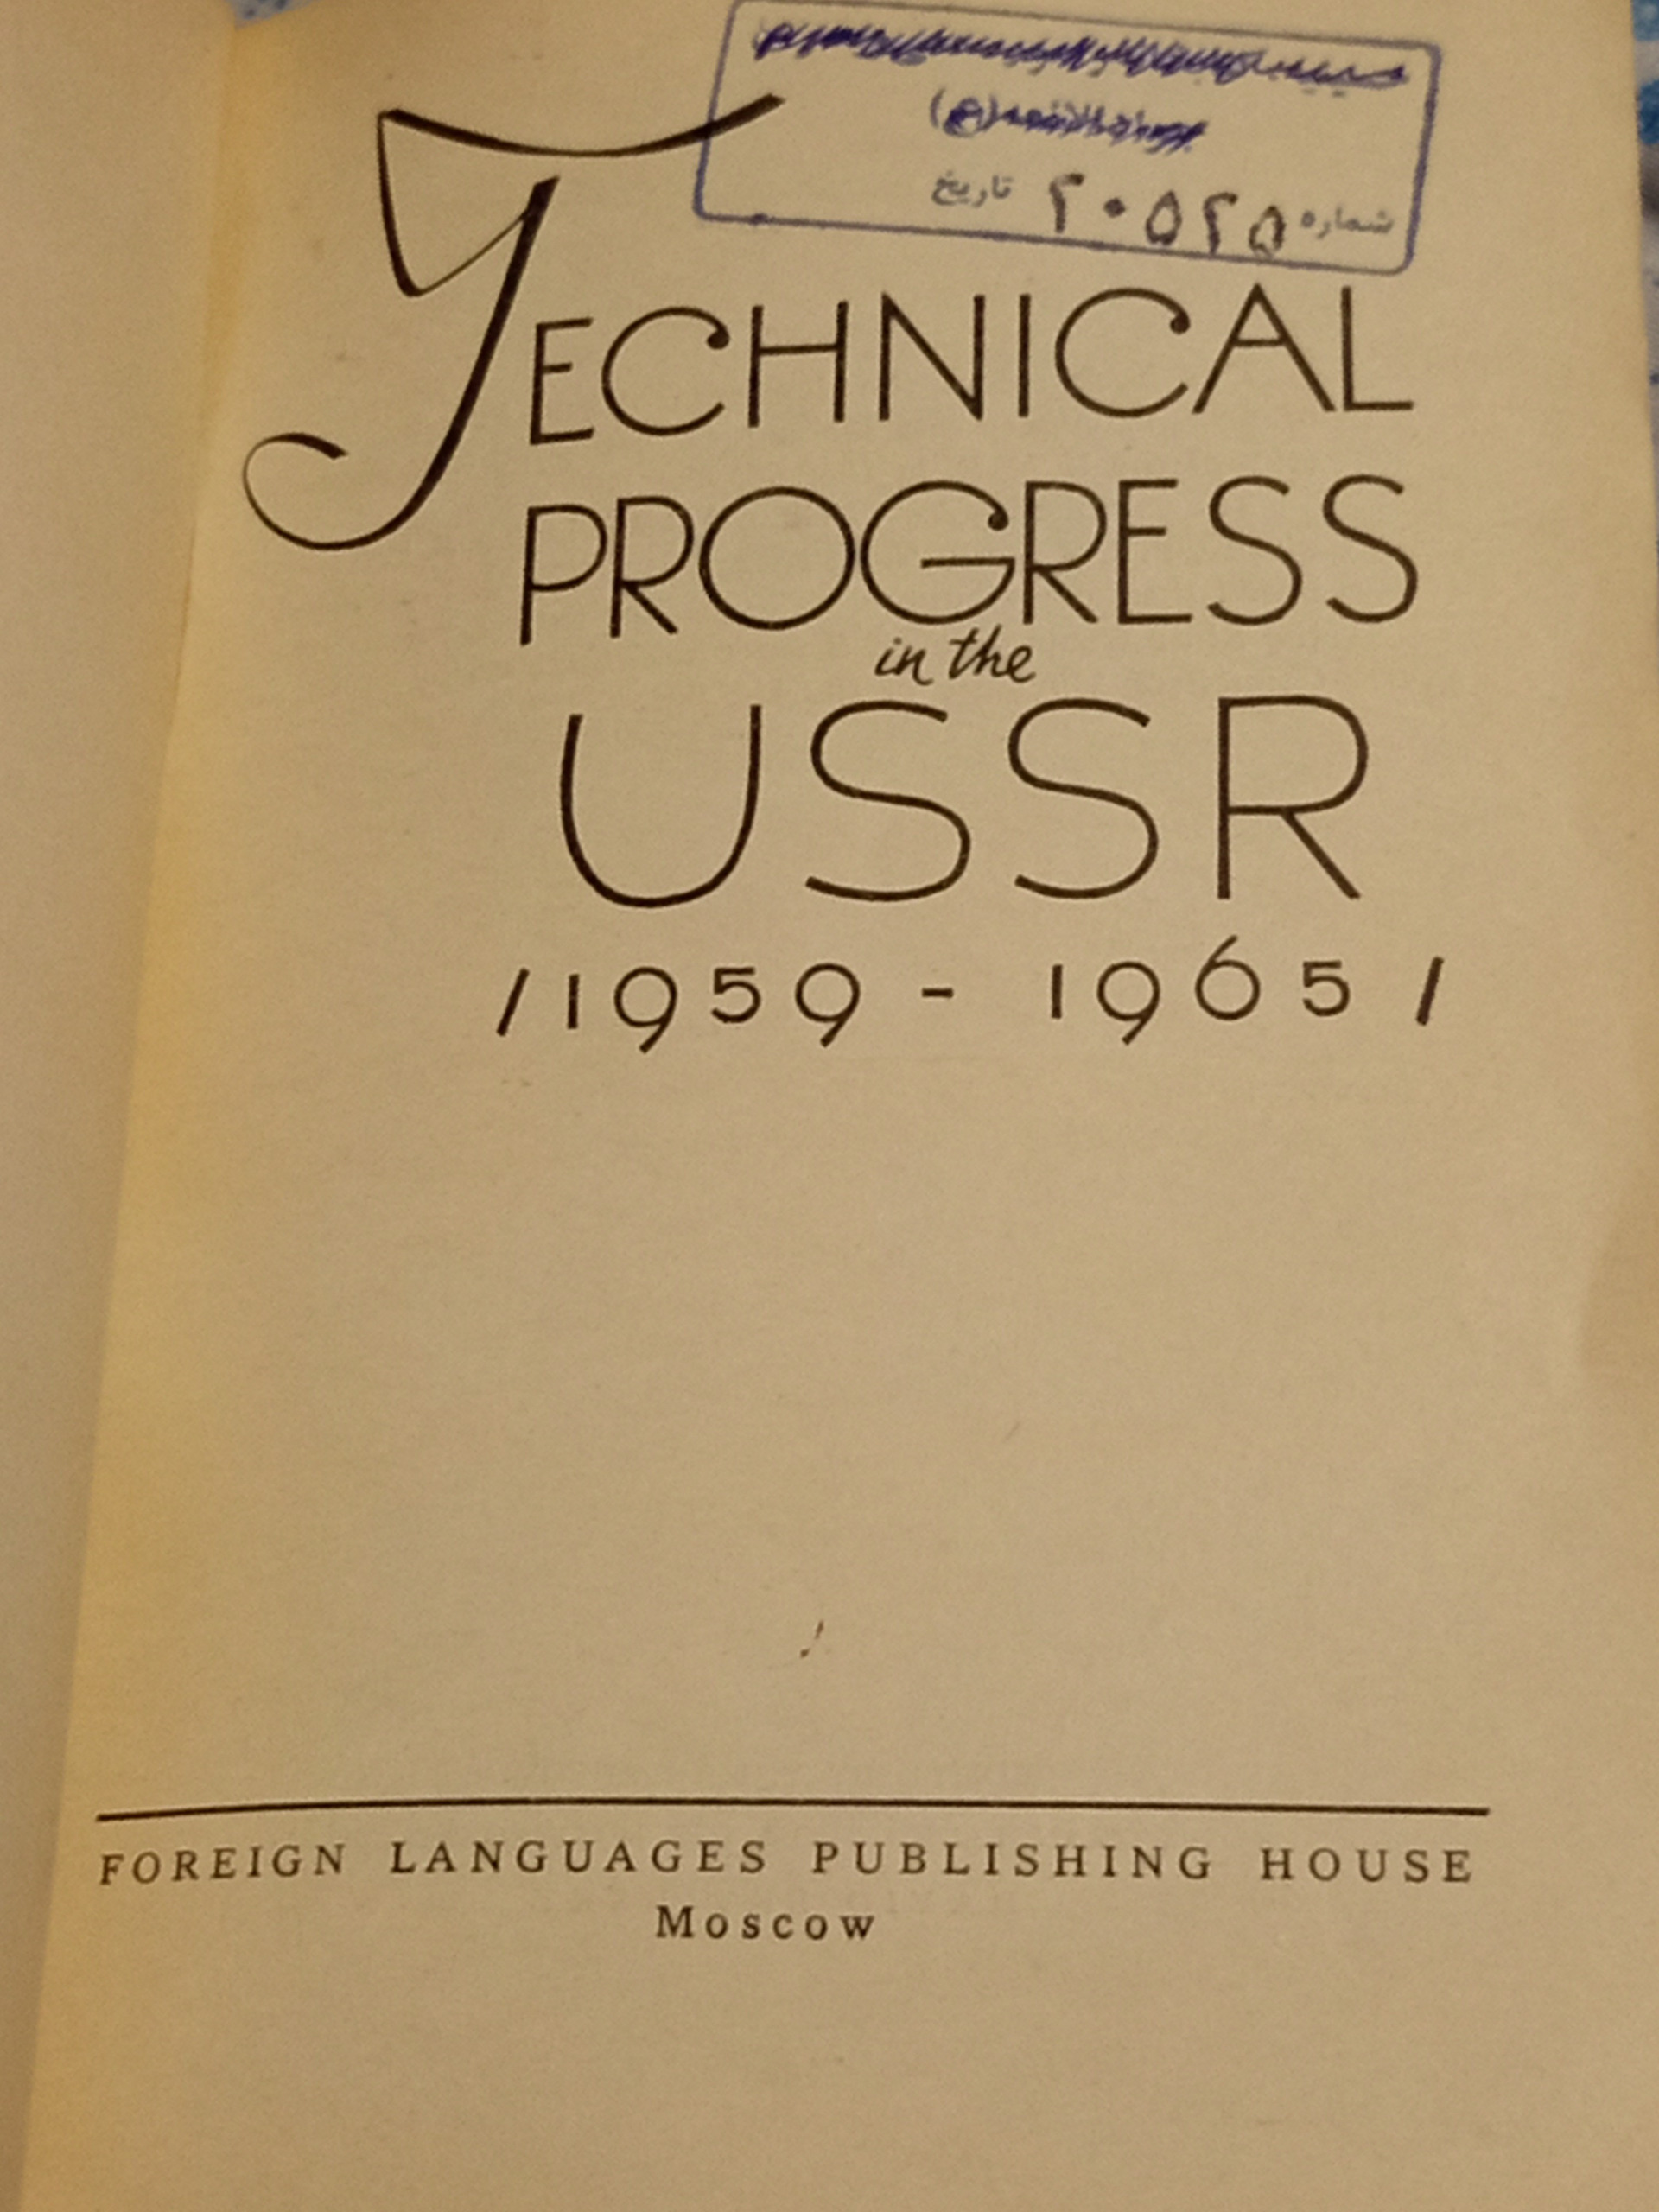 شماره ۲۰۵۲۵ تاریخ
TECHNICAL
PROGRESS
in the
USSR
/1959 - 1965/
FOREIGN LANGUAGES PUBLISHING HOUSE
Moscow